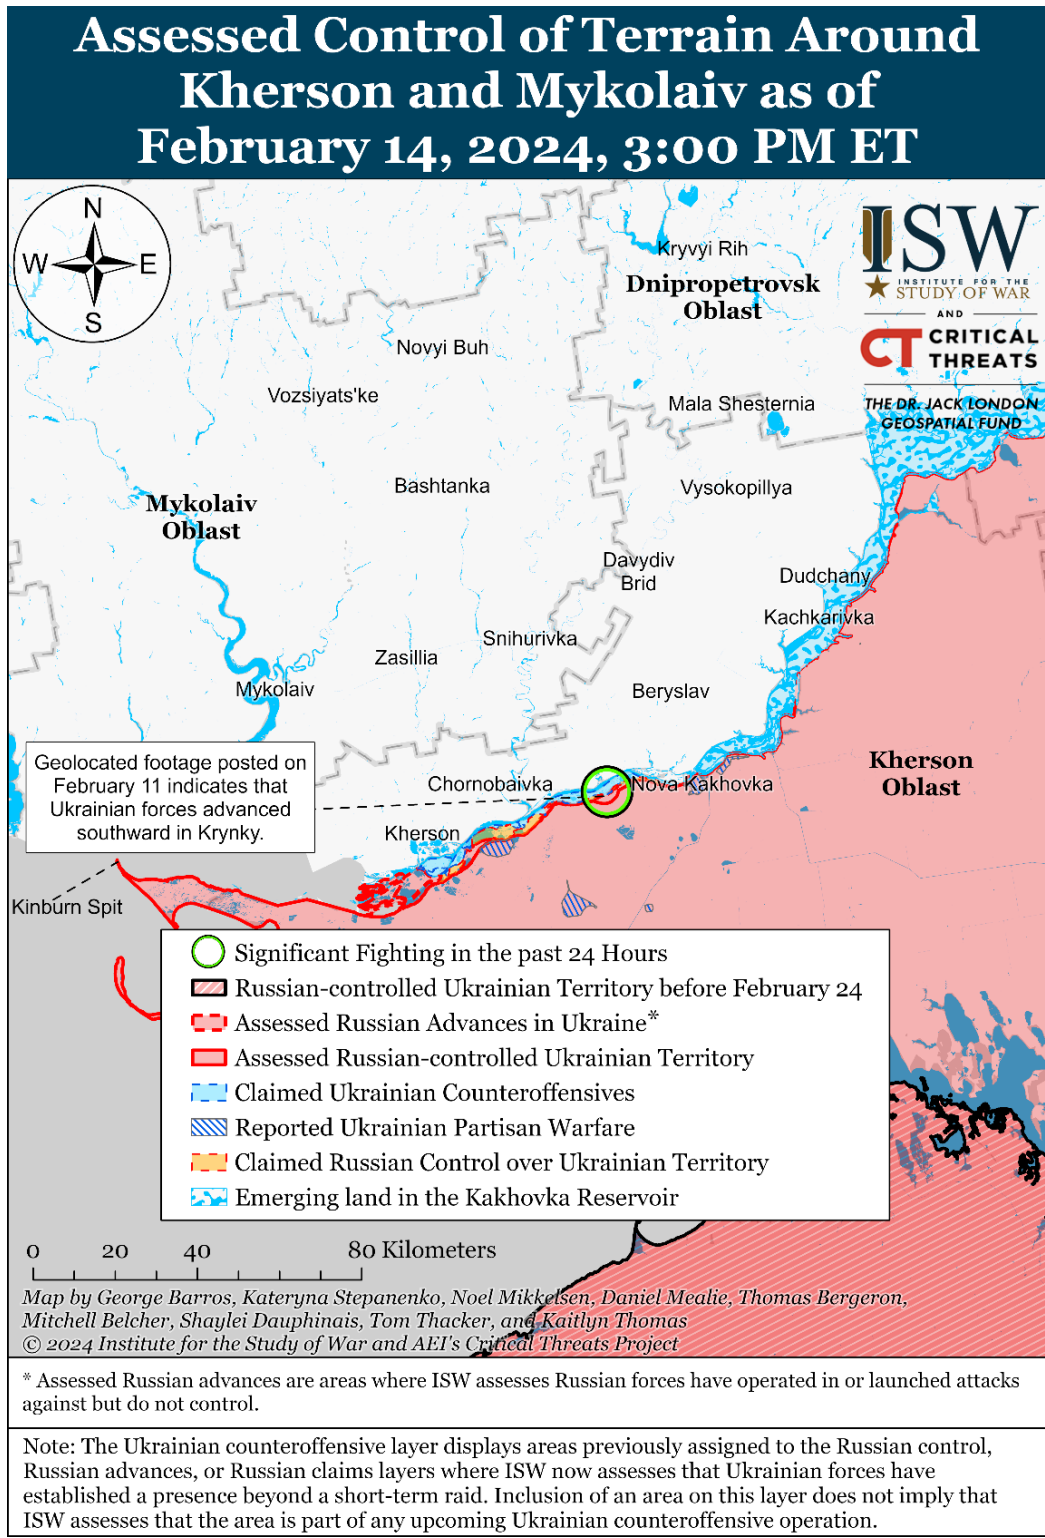 Assessed Control of Terrain Around
Kherson and Mykolaiv as of
February 14, 2024, 3:00 PM ET
N
W E
S
ISW
INSTITUTE FOR THE
STUDY OF WAR
AND
CT CRITICAL
THREATS
THE DR. JACK LONDON
GEOSPATIAL FUND
Kryvyi Rih
Dnipropetrovsk
Oblast
Novyi Buh
Vozsiyats'ke
Mala Shesternia
Bashtanka
Vysokopillya
Mykolaiv
Oblast
Davydiv
Brid
Dudchany
Kachkarivka
Snihurivka
Zasillia
Mykolaiv
Beryslav
Geolocated footage posted on
February 11 indicates that
Ukrainian forces advanced
southward in Krynky.
Kherson
Oblast
Chornobaivka
Nova Kakhovka
Kherson
Kinburn Spit
Significant Fighting in the past 24 Hours
Russian-controlled Ukrainian Territory before February 24
Assessed Russian Advances in Ukraine*
Assessed Russian-controlled Ukrainian Territory
Claimed Ukrainian Counteroffensives
Reported Ukrainian Partisan Warfare
Claimed Russian Control over Ukrainian Territory
Emerging land in the Kakhovka Reservoir
0 20 40 80 Kilometers
Map by George Barros, Kateryna Stepanenko, Noel Mikkelsen, Daniel Mealie, Thomas Bergeron,
Mitchell Belcher, Shaylei Dauphinais, Tom Thacker, and Kaitlyn Thomas
© 2024 Institute for the Study of War and AEI's Critical Threats Project
* Assessed Russian advances are areas where ISW assesses Russian forces have operated in or launched attacks
against but do not control.
Note: The Ukrainian counteroffensive layer displays areas previously assigned to the Russian control,
Russian advances, or Russian claims layers where ISW now assesses that Ukrainian forces have
established a presence beyond a short-term raid. Inclusion of an area on this layer does not imply that
ISW assesses that the area is part of any upcoming Ukrainian counteroffensive operation.